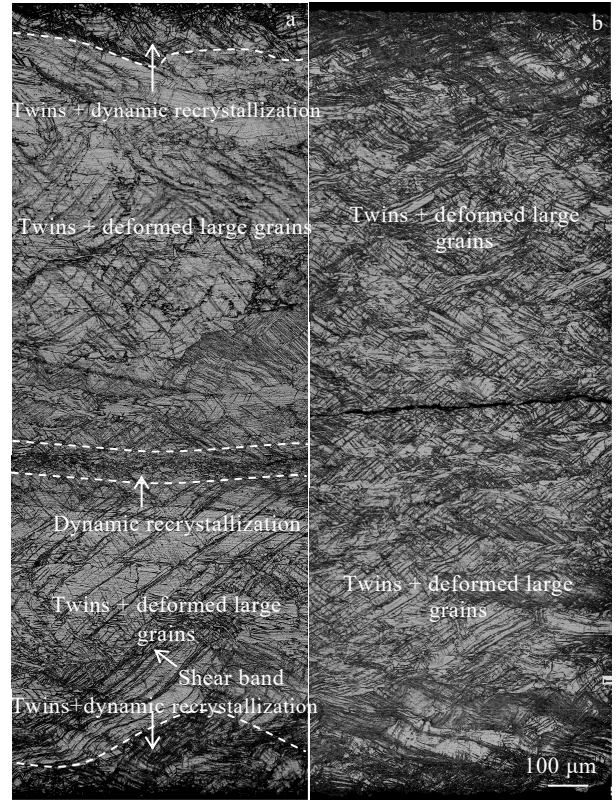 a
Twins + dynamic recrystallization
Twins + deformed large grains
Dynamic recrystallization
Twins + deformed large
grains
Shear band
Twins+dynamic recrystallization
b
Twins + deformed large
grains
Twins + deformed large
grains
100 μm